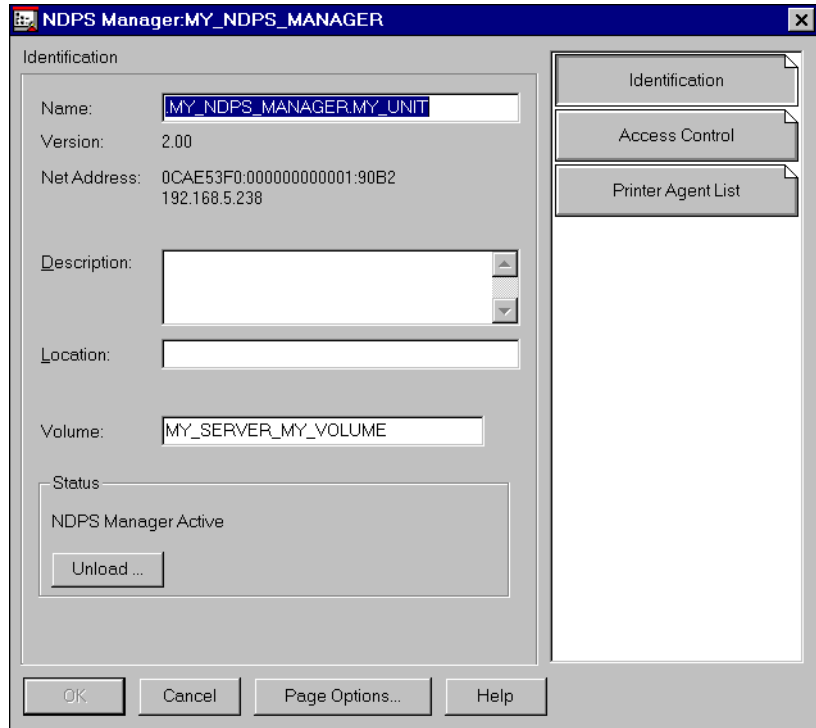 NDPS Manager:MY_NDPS_MANAGER
Identification
Name: .MY_NDPS_MANAGER.MY_UNIT
Version: 2.00
Net Address: 0CAE53F0:000000000001:90B2
192.168.5.238
Description:
Location:
Volume: MY_SERVER_MY_VOLUME
Status
NDPS Manager Active
Unload ...
OK Cancel Page Options... Help
Identification
Access Control
Printer Agent List